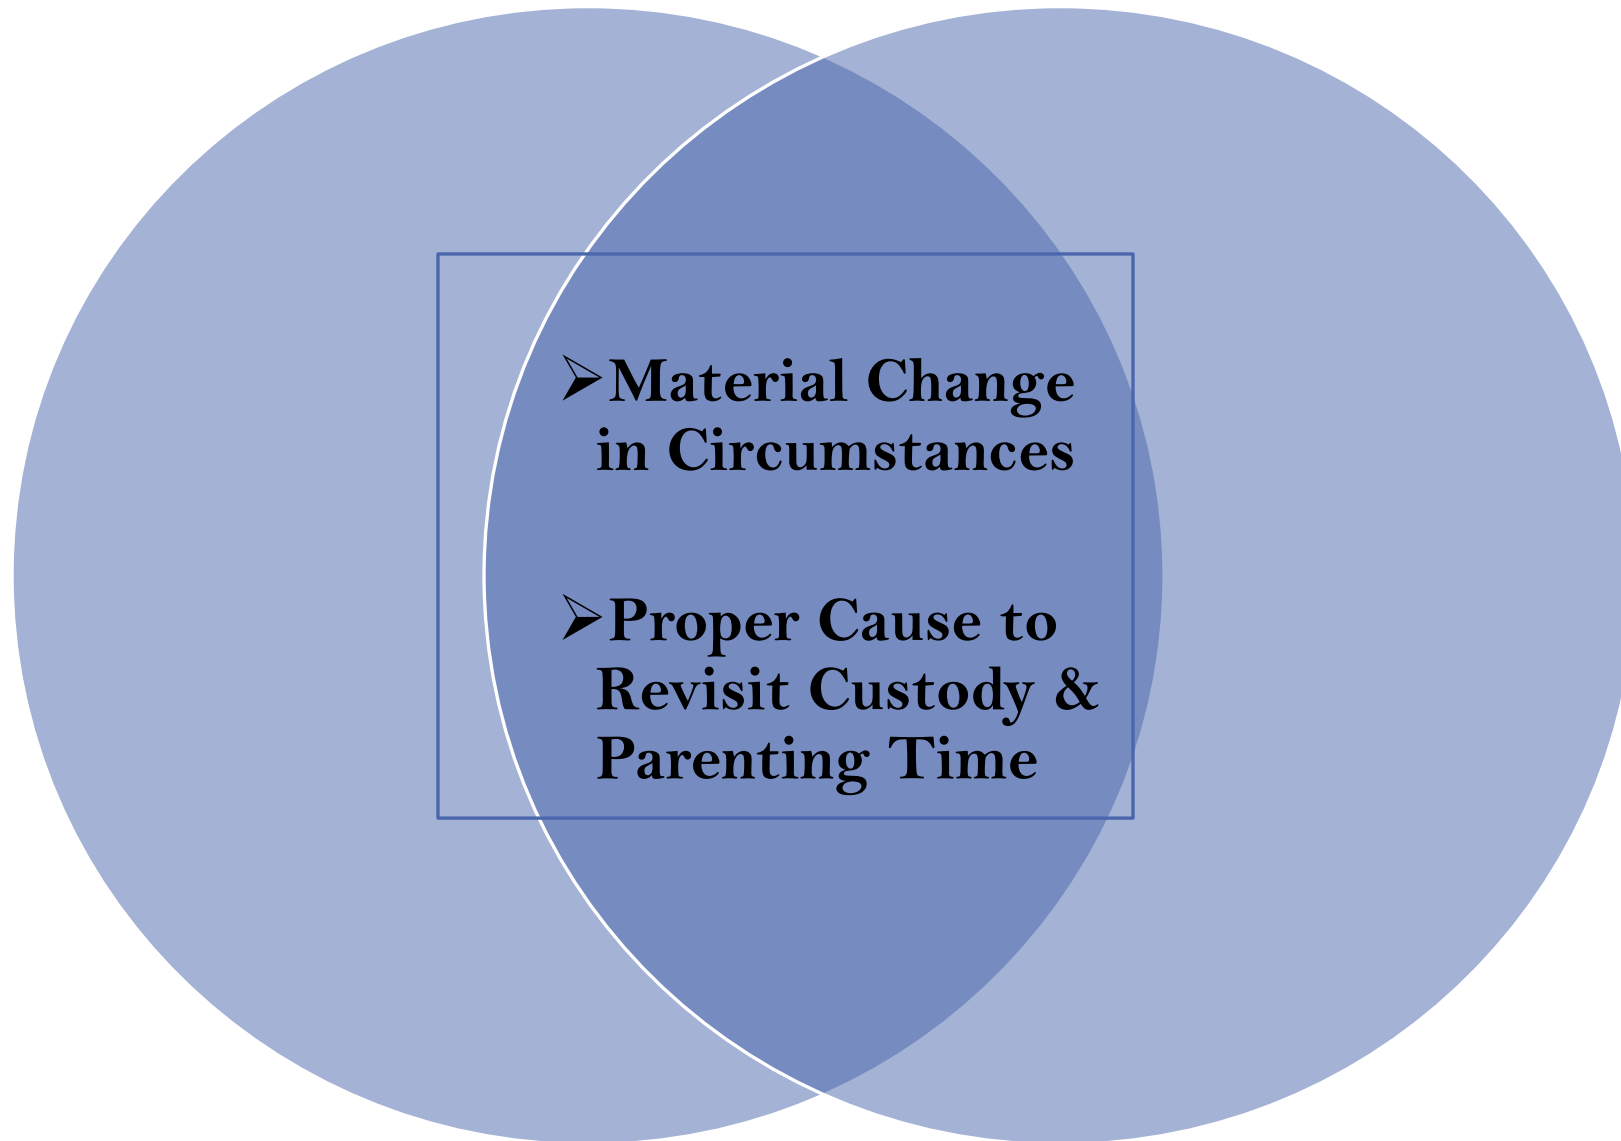 ➢Material Change
in Circumstances
➢Proper Cause to
Revisit Custody &
Parenting Time